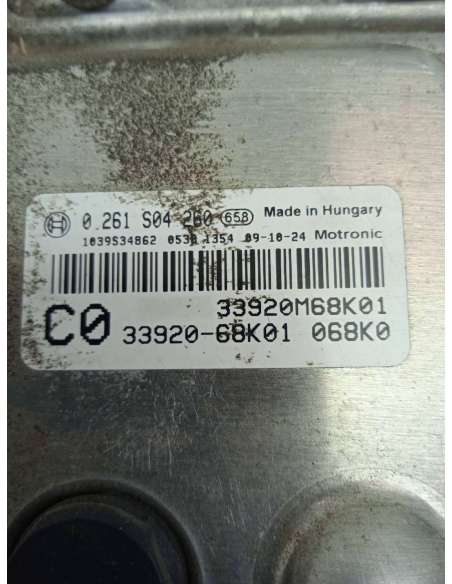 0 261 S04 260 658 Made in Hungary
1039S34862 0538 1354 09-10-24 Motronic
33920M68K01
C0 33920-68K01 068K0